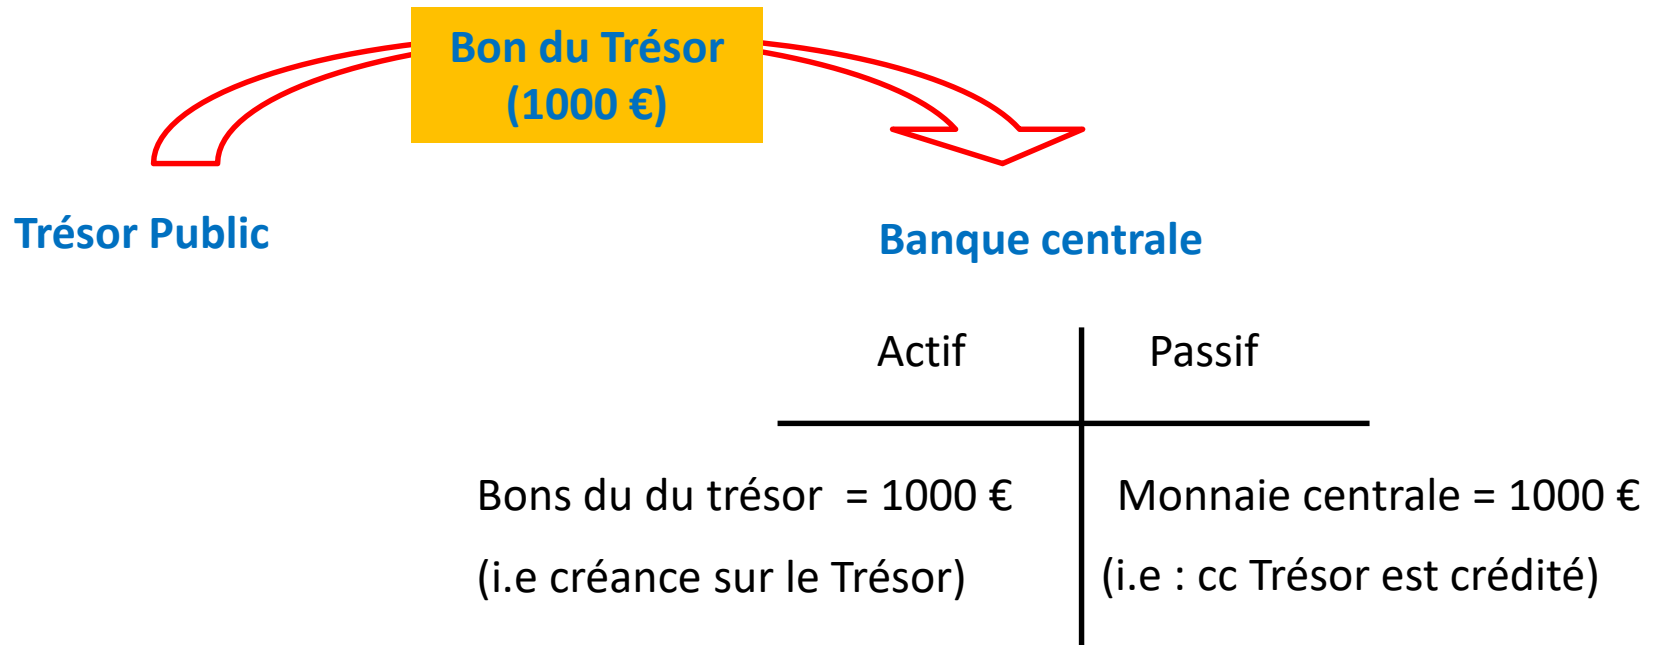 Bon du Trésor
(1000 €)
Trésor Public
Banque centrale
Actif
Passif
Bons du du trésor = 1000 €
Monnaie centrale = 1000 €
(i.e créance sur le Trésor)
(i.e : cc Trésor est crédité)